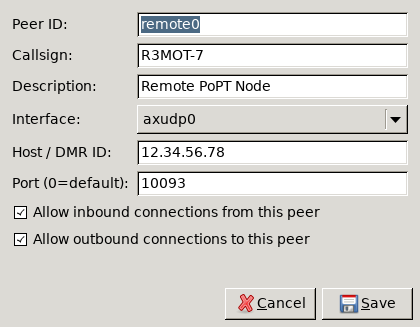 Peer ID: remote0
Callsign: R3MOT-7
Description: Remote PoPT Node
Interface: axudp0
Host / DMR ID: 12.34.56.78
Port (0=default): 10093
Allow inbound connections from this peer
Allow outbound connections to this peer
Cancel Save